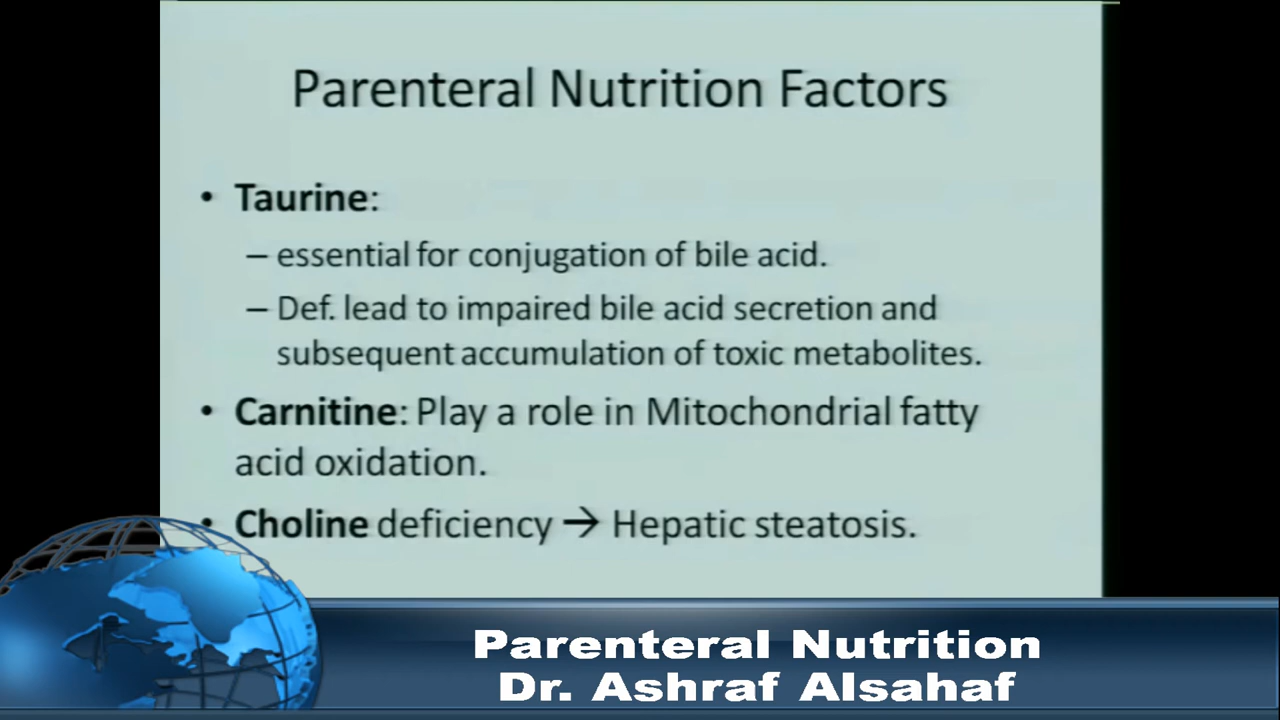 Parenteral Nutrition Factors
• Taurine:
– essential for conjugation of bile acid.
– Def. lead to impaired bile acid secretion and
subsequent accumulation of toxic metabolites.
• Carnitine: Play a role in Mitochondrial fatty
acid oxidation.
• Choline deficiency → Hepatic steatosis.
Parenteral Nutrition
Dr. Ashraf Alsahaf